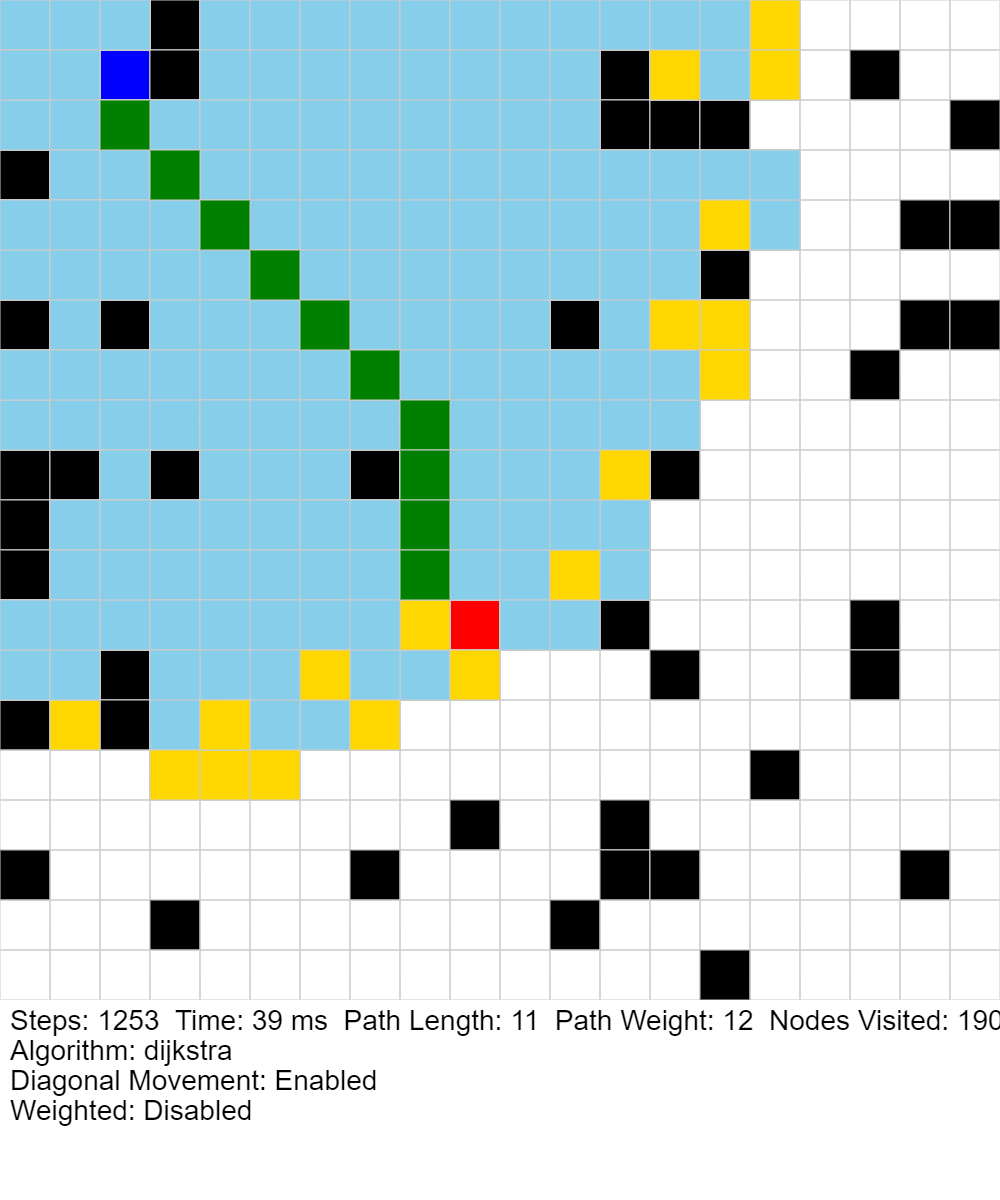 Steps: 1253  Time: 39 ms  Path Length: 11  Path Weight: 12  Nodes Visited: 190
Algorithm: dijkstra
Diagonal Movement: Enabled
Weighted: Disabled